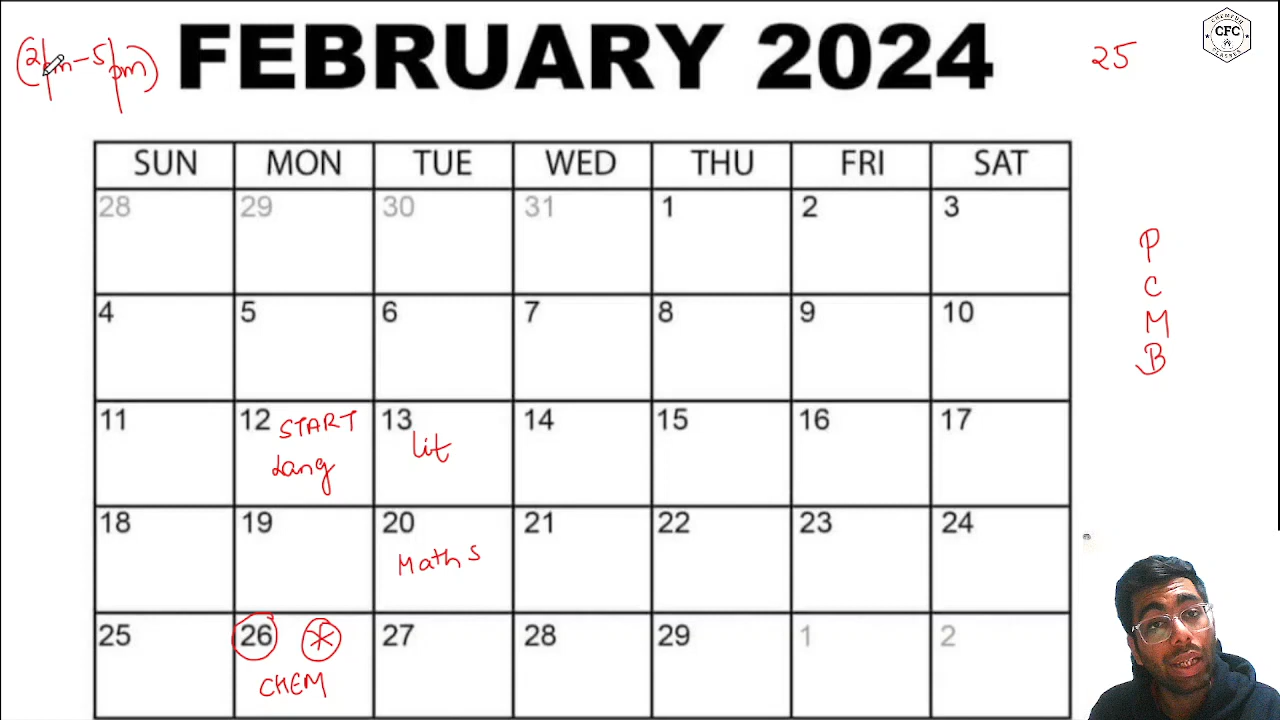 (2pm-5pm) FEBRUARY 2024 25
CFC
SUN MON TUE WED THU FRI SAT
28 29 30 31 1 2 3
P
C
M
B
4 5 6 7 8 9 10
11 12 START 13 14 15 16 17
Lang lit
18 19 20 21 22 23 24
Maths
25 26 * 27 28 29 1 2
CHEM